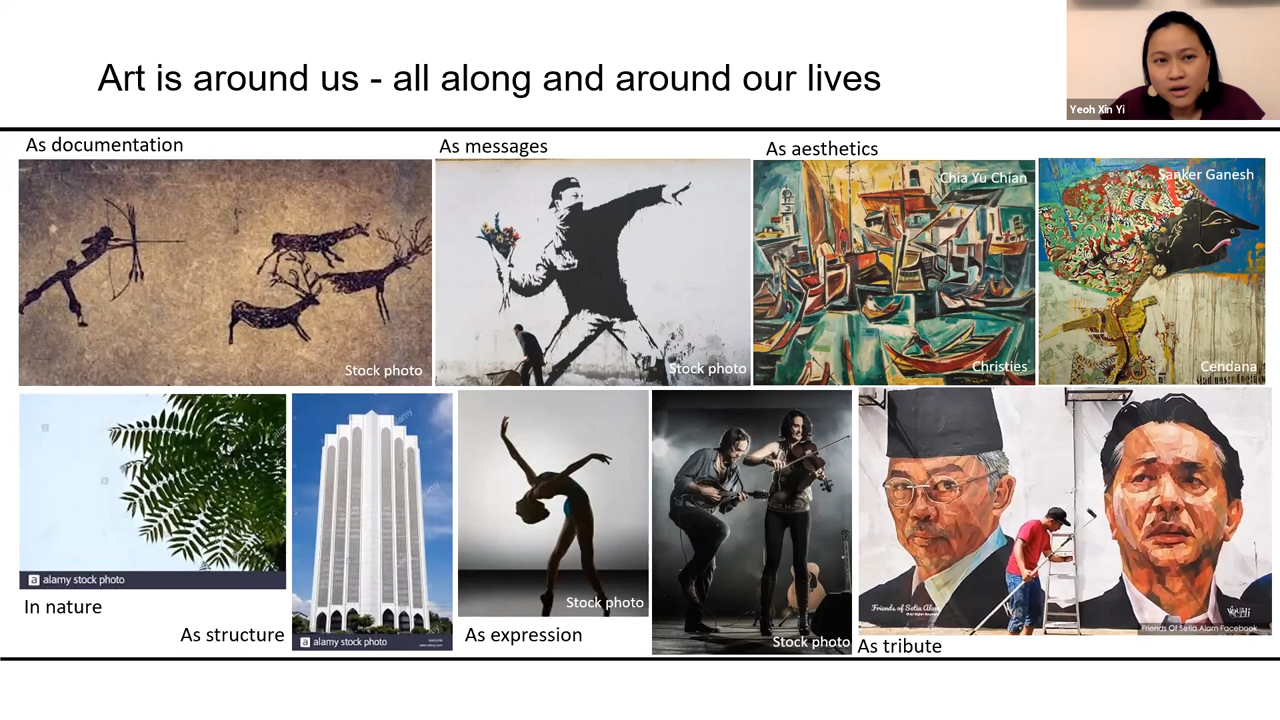 Art is around us - all along and around our lives
Yeoh Xin Yi
As documentation
As messages
As aesthetics
Stock photo
Stock photo
Chia Yu Chian
Christies
Sanker Ganesh
Cendana
a alamy stock photo
In nature
As structure
alamy
alamy
a alamy stock photo
Stock photo
As expression
Stock photo
Friends of Setia Alam
Friends Of Setia Alam Facebook
As tribute